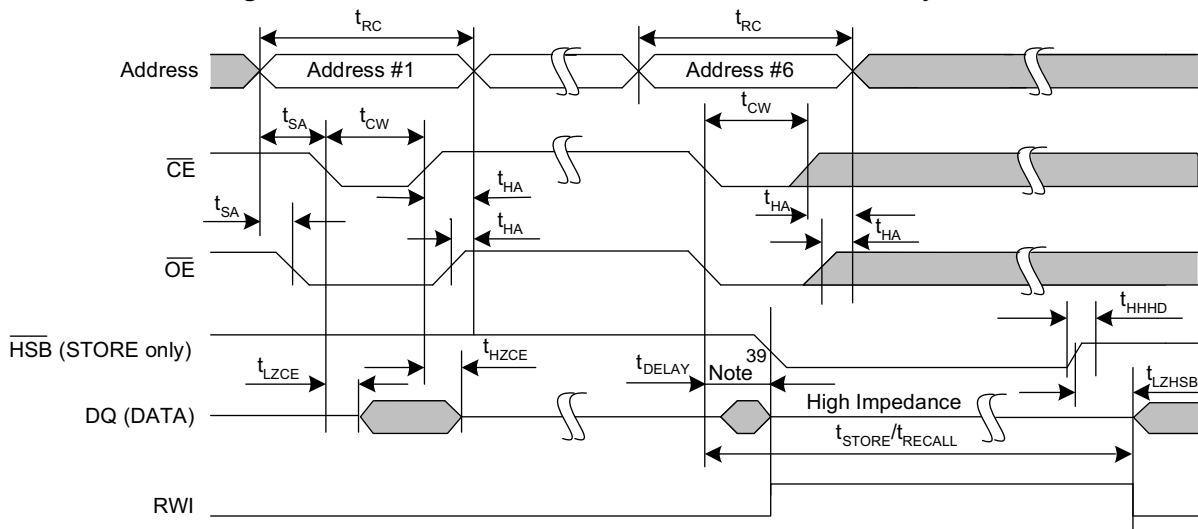 tRC tRC
Address Address #1 Address #6
tCW
tSA tCW
CE
tHA
tSA tHA tHA
tHA
OE
tHHHD
HSB (STORE only)
tLZCE tHZCE tDELAY Note 39
tLZHSB
DQ (DATA) High Impedance
tSTORE/tRECALL
RWI